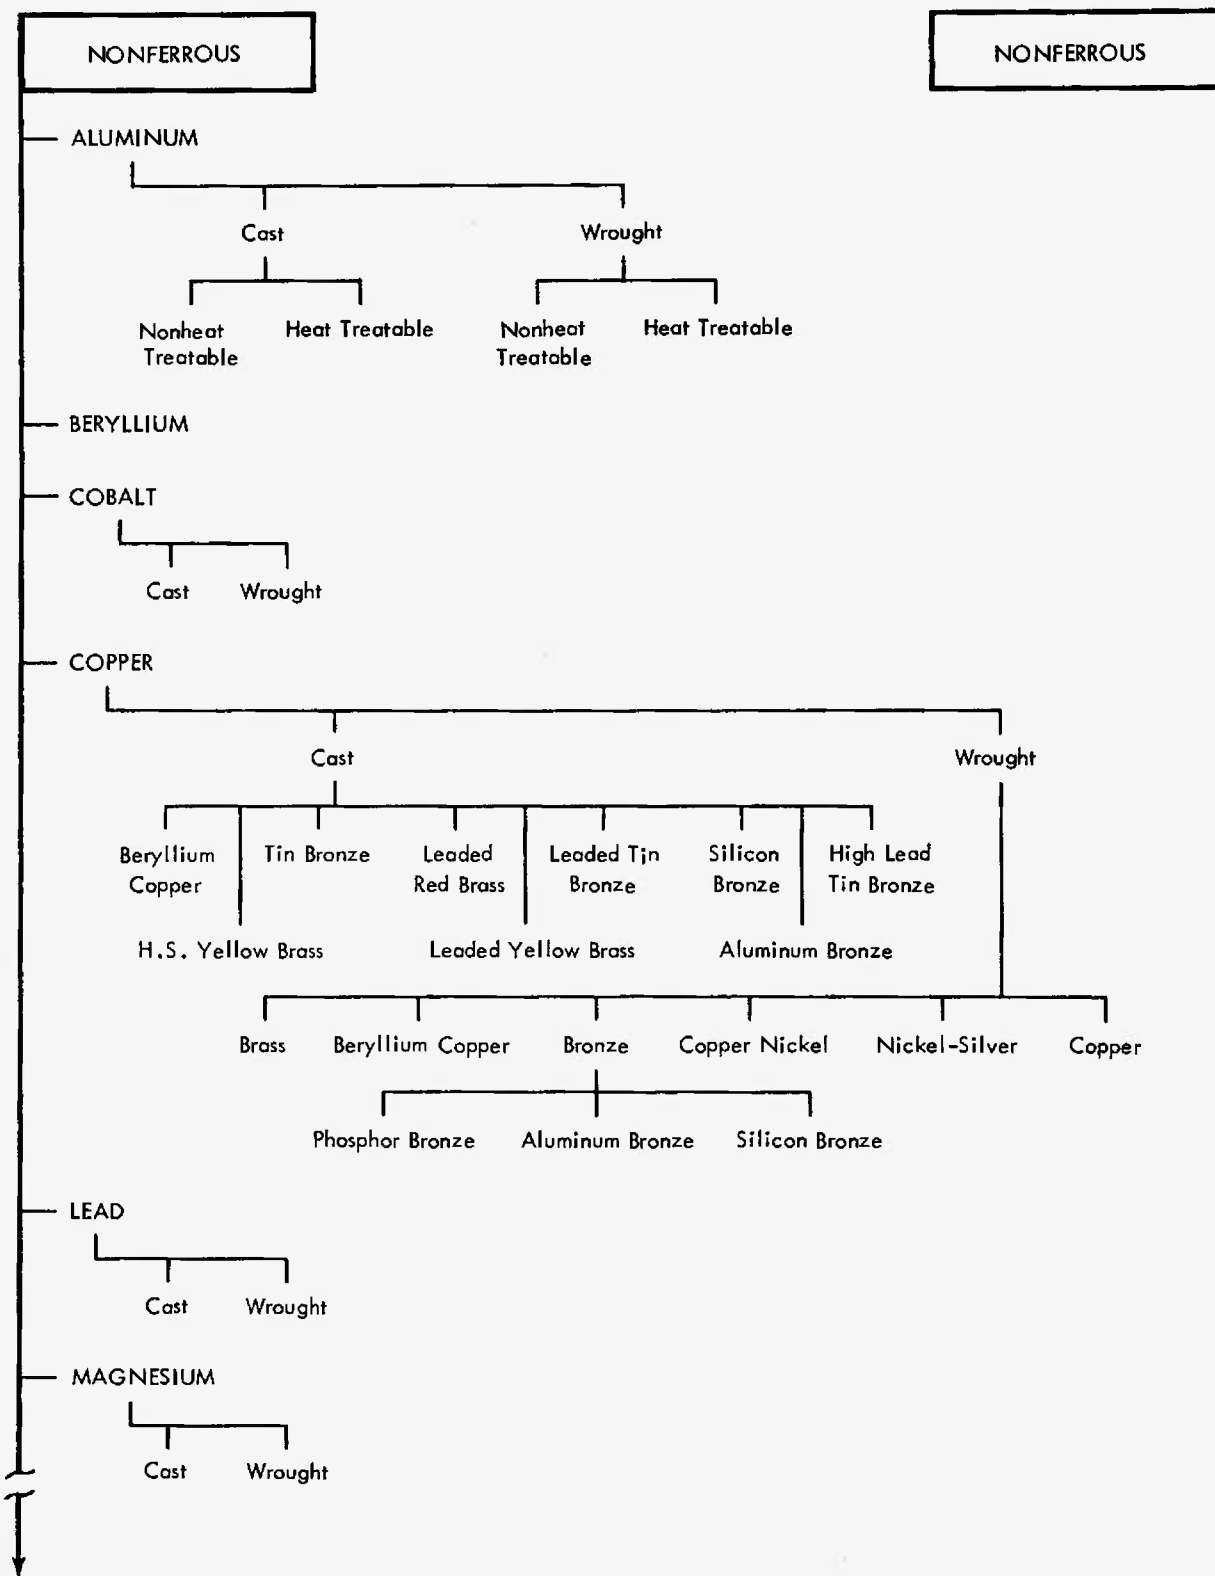 NONFERROUS
NONFERROUS
ALUMINUM
Cast
Wrought
Nonheat
Treatable
Heat Treatable
Nonheat
Treatable
Heat Treatable
BERYLLIUM
COBALT
Cast
Wrought
COPPER
Cast
Wrought
Beryllium
Copper
Tin Bronze
Leaded
Red Brass
Leaded Tin
Bronze
Silicon
Bronze
High Lead
Tin Bronze
H.S. Yellow Brass
Leaded Yellow Brass
Aluminum Bronze
Brass
Beryllium Copper
Bronze
Copper Nickel
Nickel-Silver
Copper
Phosphor Bronze
Aluminum Bronze
Silicon Bronze
LEAD
Cast
Wrought
MAGNESIUM
Cast
Wrought